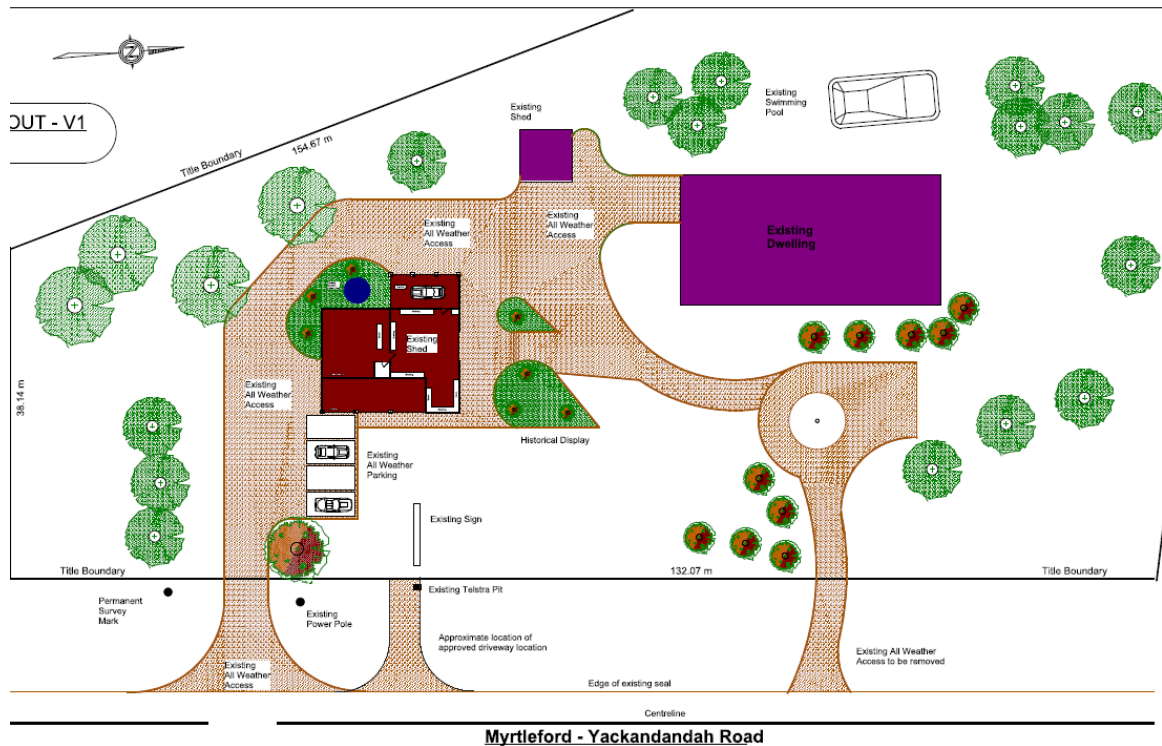 Z
OUT - V1
Title Boundary
154.67 m
Existing
Shed
Existing
Swimming
Pool
Existing
All Weather
Access
Existing
All Weather
Access
Existing
Dwelling
Existing
Shed
Existing
All Weather
Access
38.14 m
Historical Display
Existing
All Weather
Parking
Existing Sign
Title Boundary
132.07 m
Title Boundary
Permanent
Survey
Mark
Existing
Power Pole
Existing Telstra Pit
Approximate location of
approved driveway location
Existing All Weather
Access to be removed
Existing
All Weather
Access
Edge of existing seal
Centreline
Myrtleford - Yackandandah Road